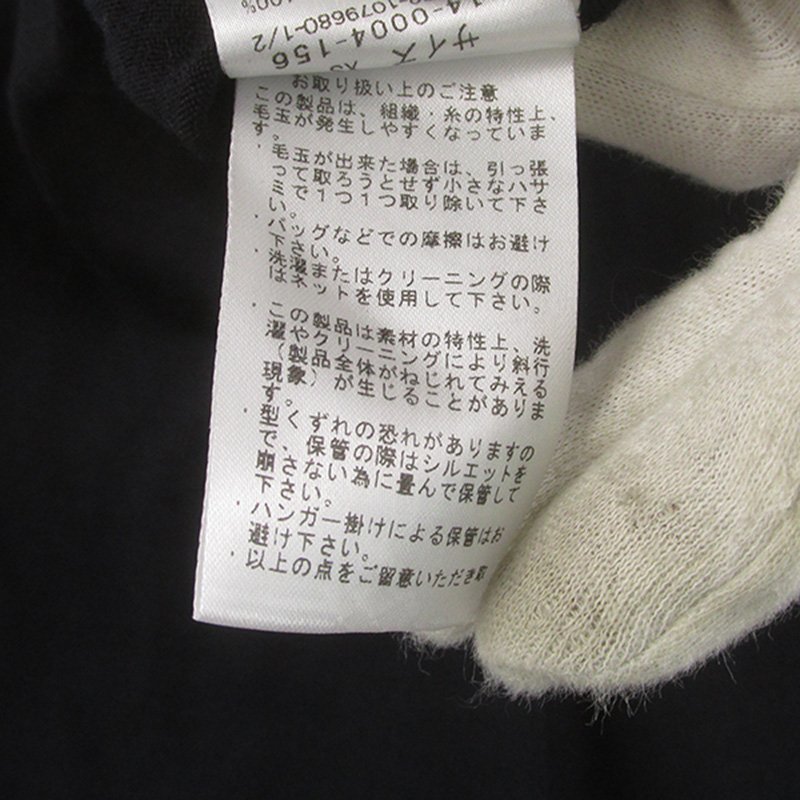 100%
-1079680-1/2
14-0004-156
サイズ XS
お取り扱い上のご注意
この製品は、組織・糸の特性上、
毛玉が発生しやすくなっていま
す。
・毛玉が出来た場合は、引っ張
って取ろうとせず小さなハサ
ミで１つ１つ取り除いて下さ
い。
・バッグなどでの摩擦はお避け
下さい。
・洗濯またはクリーニングの際
はネットを使用して下さい。
・この製品は素材の特性上、洗
濯やクリーニングにより斜行
（製品全体がねじれてみえる
現象）が生じることがありま
す。
・型くずれの恐れがありますの
で、保管の際はシルエットを
崩さない為に畳んで保管して
下さい。
・ハンガー掛けによる保管はお
避け下さい。
・以上の点をご留意いただき取